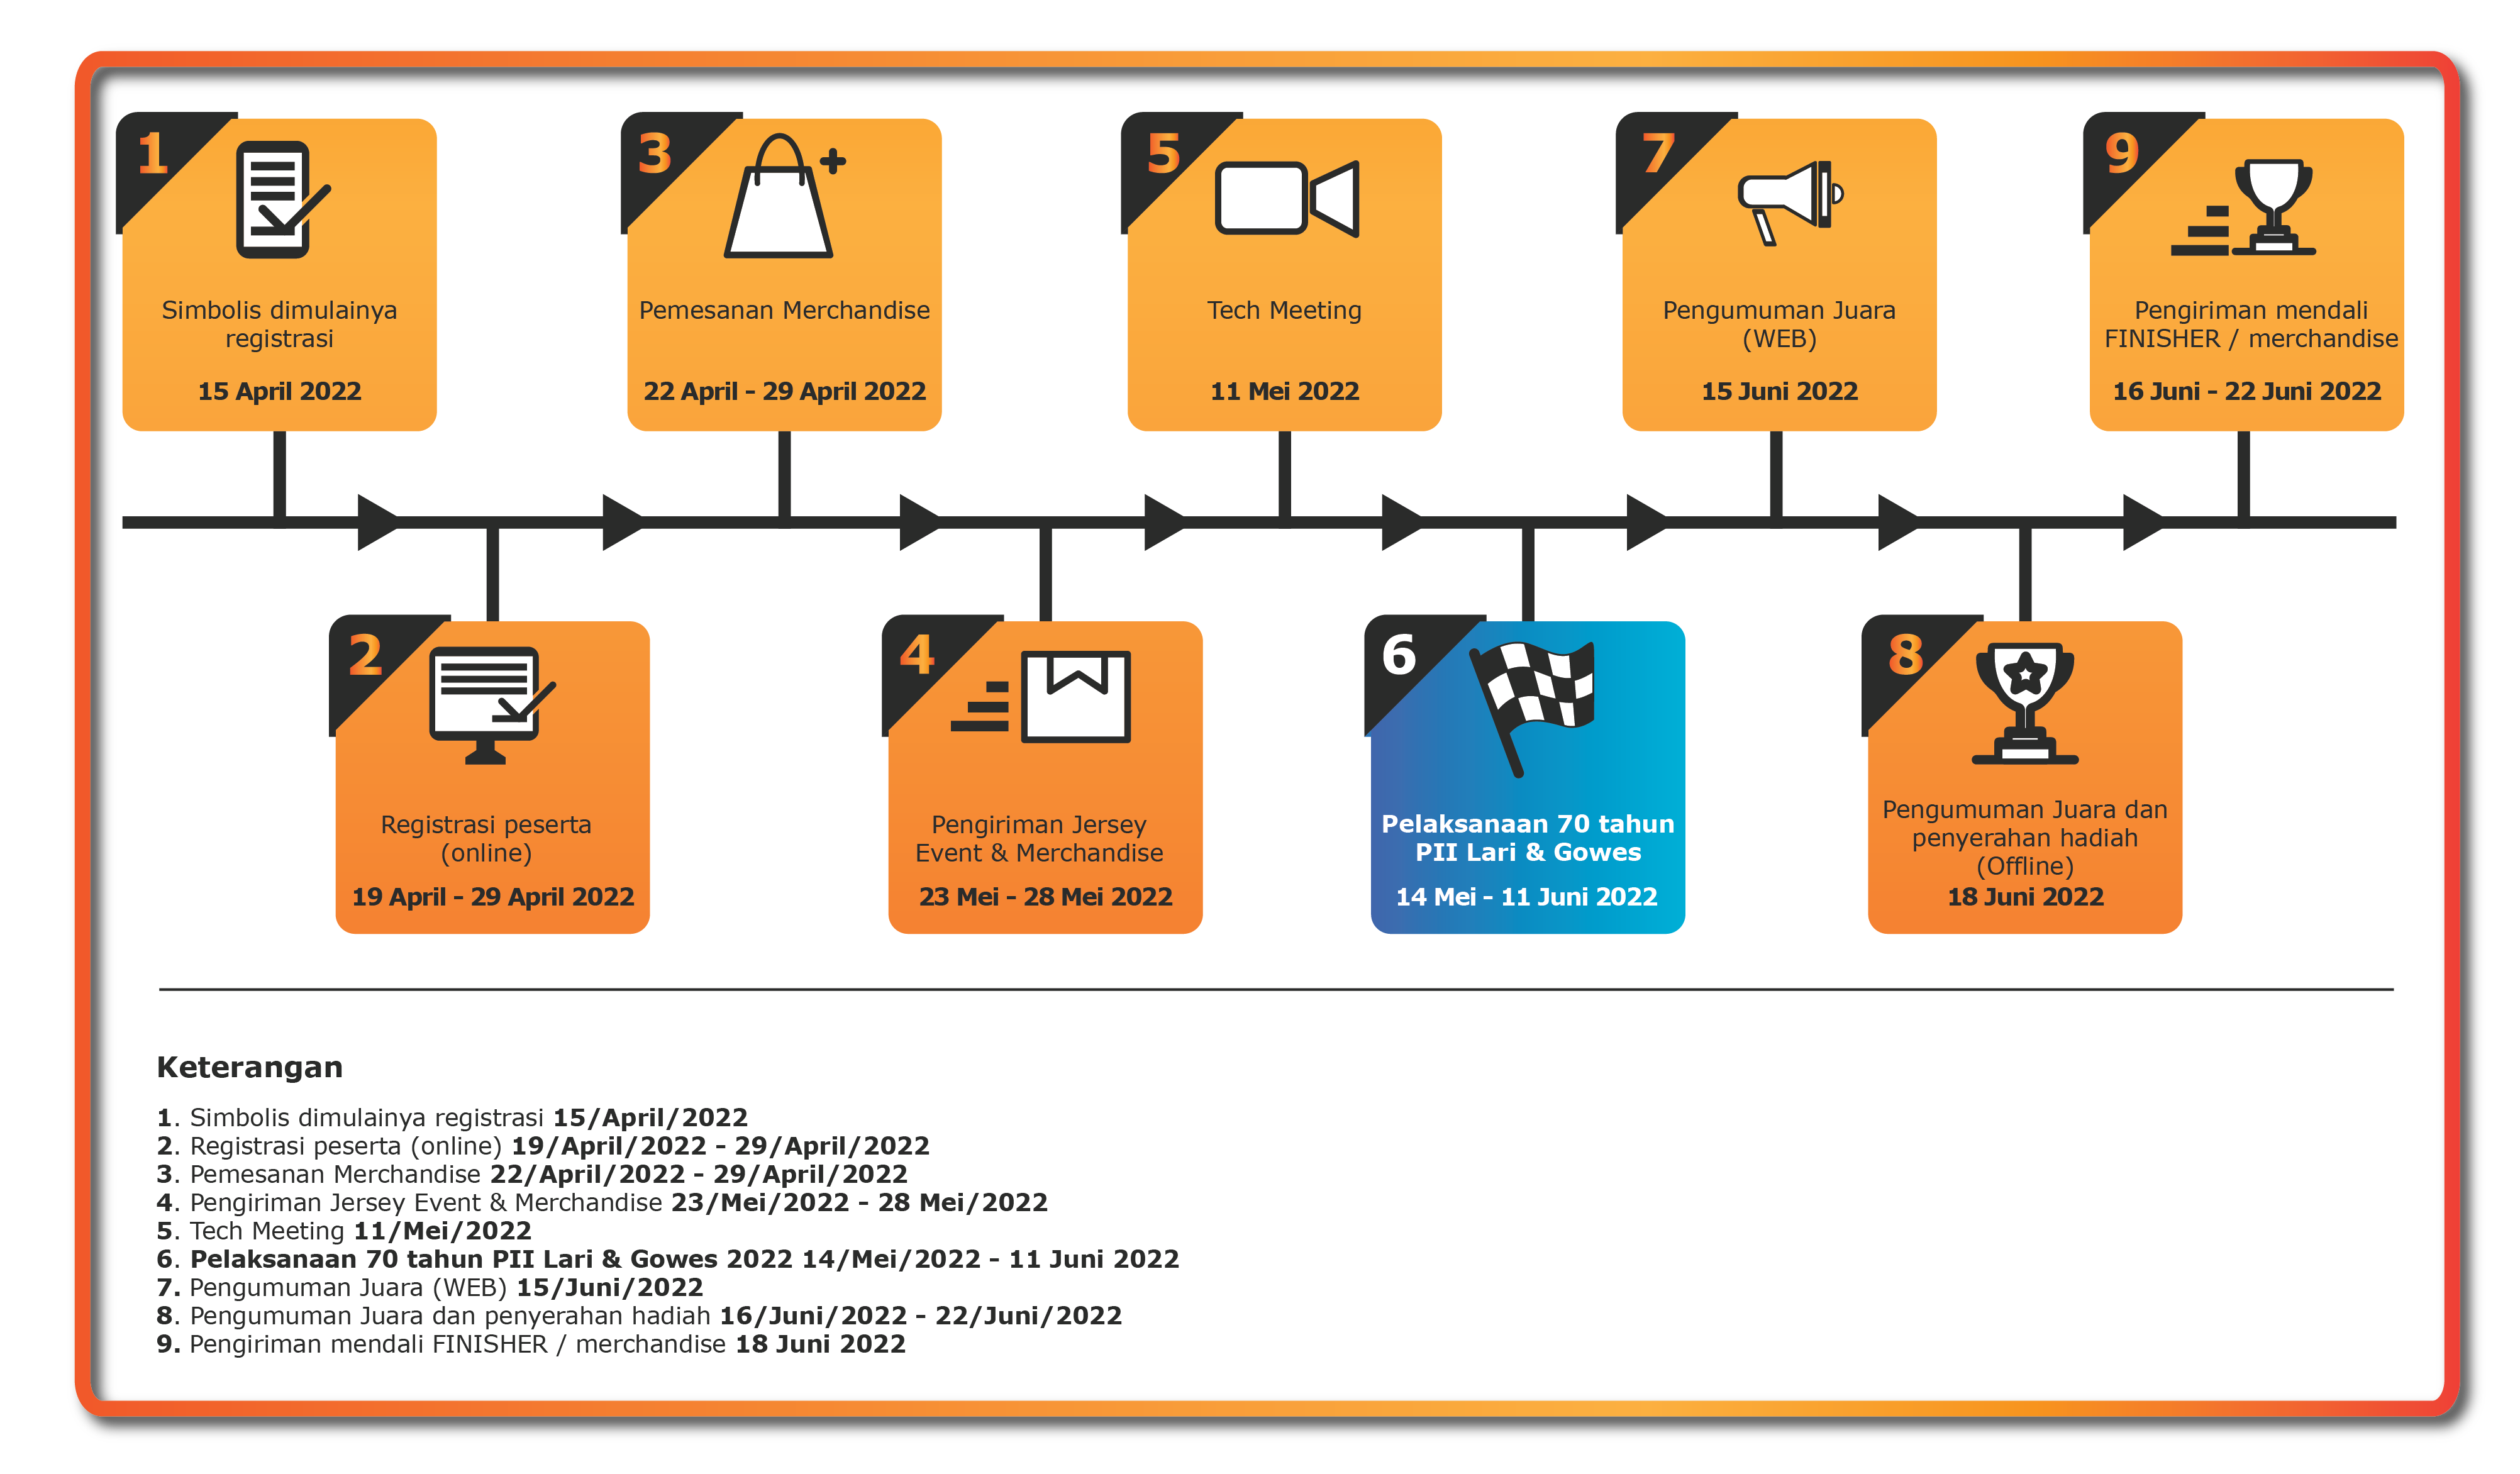 1
Simbolis dimulainya
registrasi
15 April 2022
3
Pemesanan Merchandise
22 April - 29 April 2022
5
Tech Meeting
11 Mei 2022
7
Pengumuman Juara
(WEB)
15 Juni 2022
9
Pengiriman mendali
FINISHER / merchandise
16 Juni - 22 Juni 2022
2
Registrasi peserta
(online)
19 April - 29 April 2022
4
Pengiriman Jersey
Event & Merchandise
23 Mei - 28 Mei 2022
6
Pelaksanaan 70 tahun
PII Lari & Gowes
14 Mei - 11 Juni 2022
8
Pengumuman Juara dan
penyerahan hadiah
(Offline)
18 Juni 2022
Keterangan
1. Simbolis dimulainya registrasi 15/April/2022
2. Registrasi peserta (online) 19/April/2022 - 29/April/2022
3. Pemesanan Merchandise 22/April/2022 - 29/April/2022
4. Pengiriman Jersey Event & Merchandise 23/Mei/2022 - 28 Mei/2022
5. Tech Meeting 11/Mei/2022
6. Pelaksanaan 70 tahun PII Lari & Gowes 2022 14/Mei/2022 - 11 Juni 2022
7. Pengumuman Juara (WEB) 15/Juni/2022
8. Pengumuman Juara dan penyerahan hadiah 16/Juni/2022 - 22/Juni/2022
9. Pengiriman mendali FINISHER / merchandise 18 Juni 2022